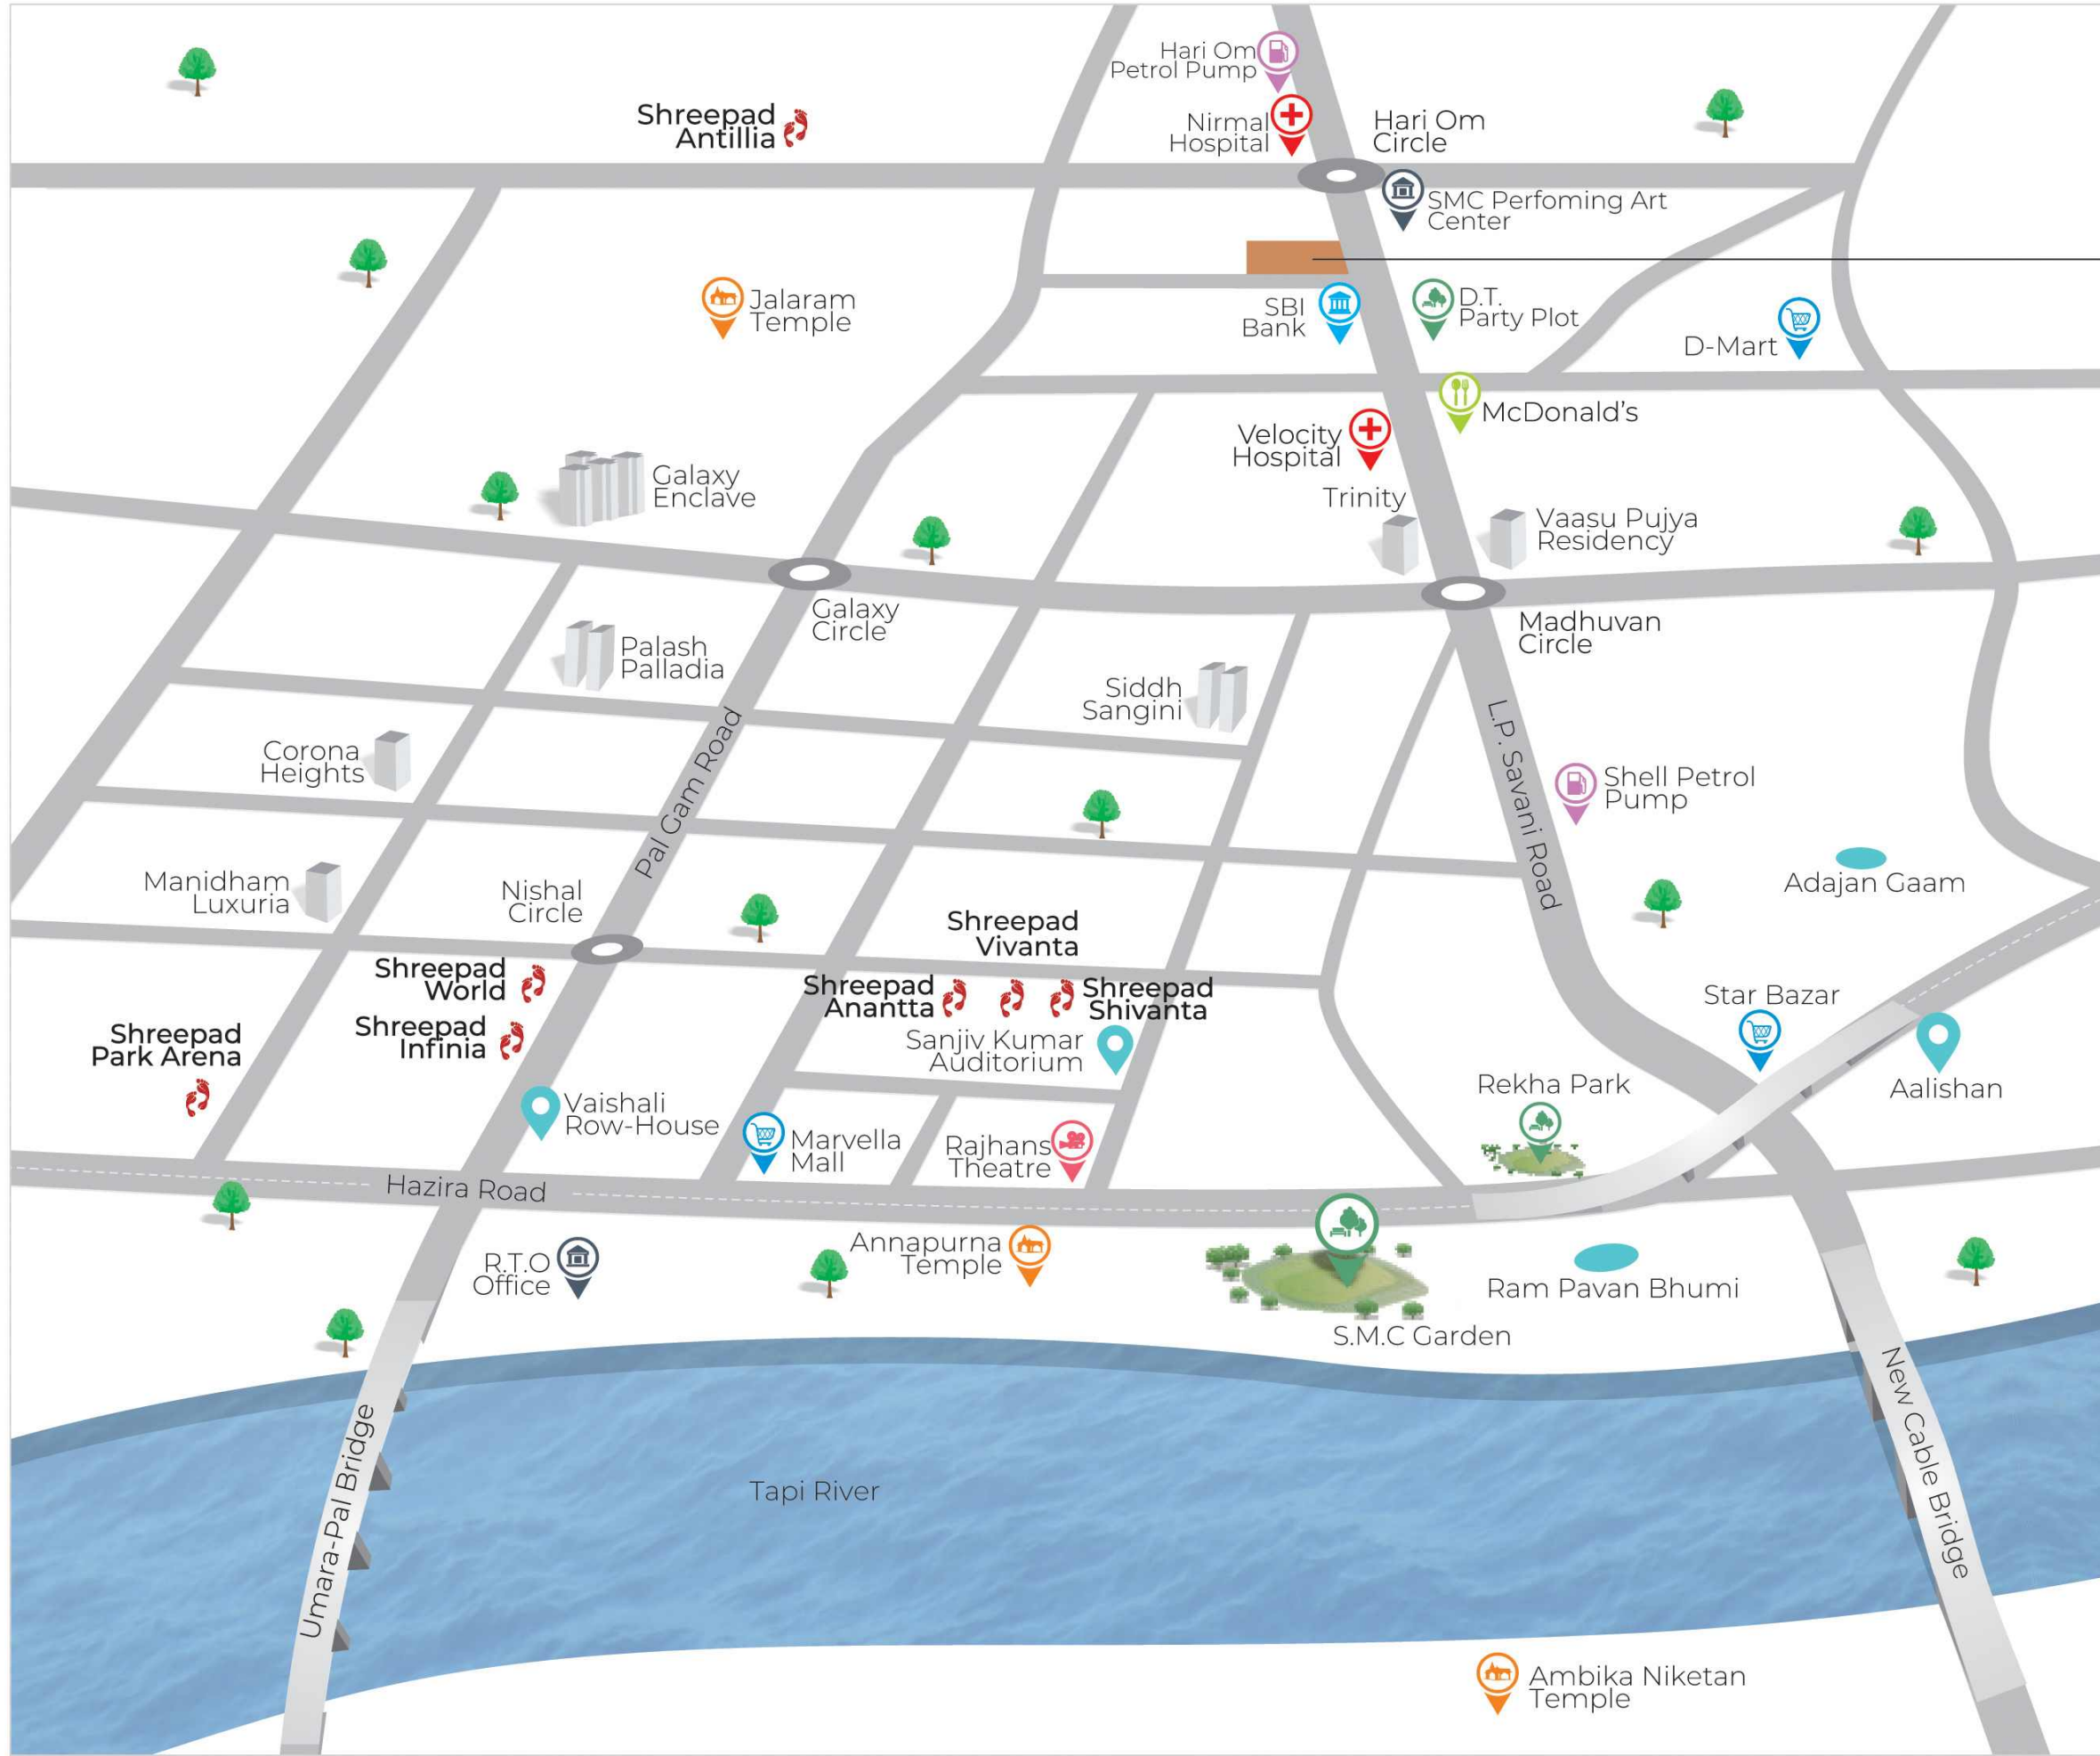 Hari Om
Petrol Pump
Shreepad
Antillia
Nirmal
Hospital
Hari Om
Circle
SMC Perfoming Art
Center
Jalaram
Temple
SBI
Bank
D.T.
Party Plot
D-Mart
McDonald's
Velocity
Hospital
Galaxy
Enclave
Trinity
Vaasu Pujya
Residency
Galaxy
Circle
Madhuvan
Circle
Palash
Palladia
Siddh
Sangini
Pal Gam Road
L.P. Savani Road
Corona
Heights
Shell Petrol
Pump
Manidham
Luxuria
Nishal
Circle
Adajan Gaam
Shreepad
Vivanta
Shreepad
World
Shreepad
Anantta
Shreepad
Shivanta
Star Bazar
Shreepad
Park Arena
Shreepad
Infinia
Sanjiv Kumar
Auditorium
Rekha Park
Aalishan
Vaishali
Row-House
Marvella
Mall
Rajhans
Theatre
Hazira Road
R.T.O
Office
Annapurna
Temple
Ram Pavan Bhumi
S.M.C Garden
Umara-Pal Bridge
New Cable Bridge
Tapi River
Ambika Niketan
Temple